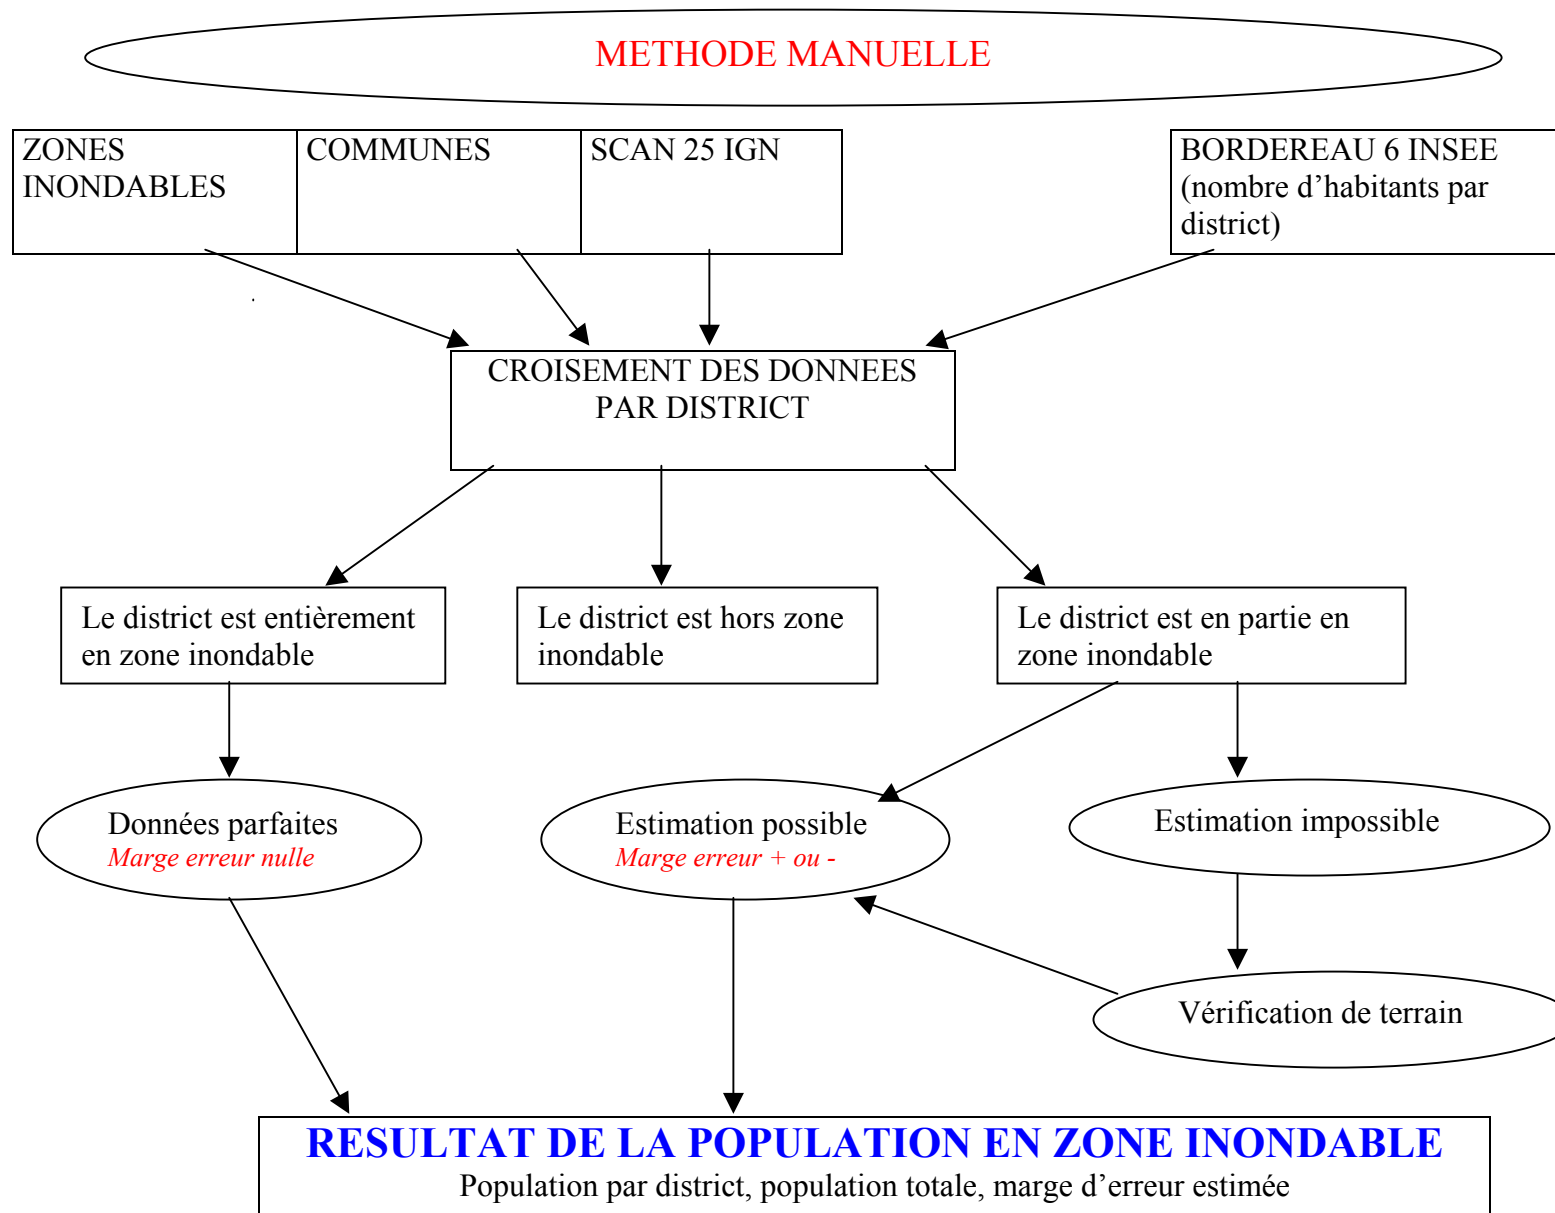 METHODE MANUELLE
ZONES
INONDABLES
COMMUNES
SCAN 25 IGN
BORDEREAU 6 INSEE
(nombre d’habitants par
district)
CROISEMENT DES DONNEES
PAR DISTRICT
Le district est entièrement
en zone inondable
Le district est hors zone
inondable
Le district est en partie en
zone inondable
Données parfaites
Marge erreur nulle
Estimation possible
Marge erreur + ou -
Estimation impossible
Vérification de terrain
RESULTAT DE LA POPULATION EN ZONE INONDABLE
Population par district, population totale, marge d’erreur estimée